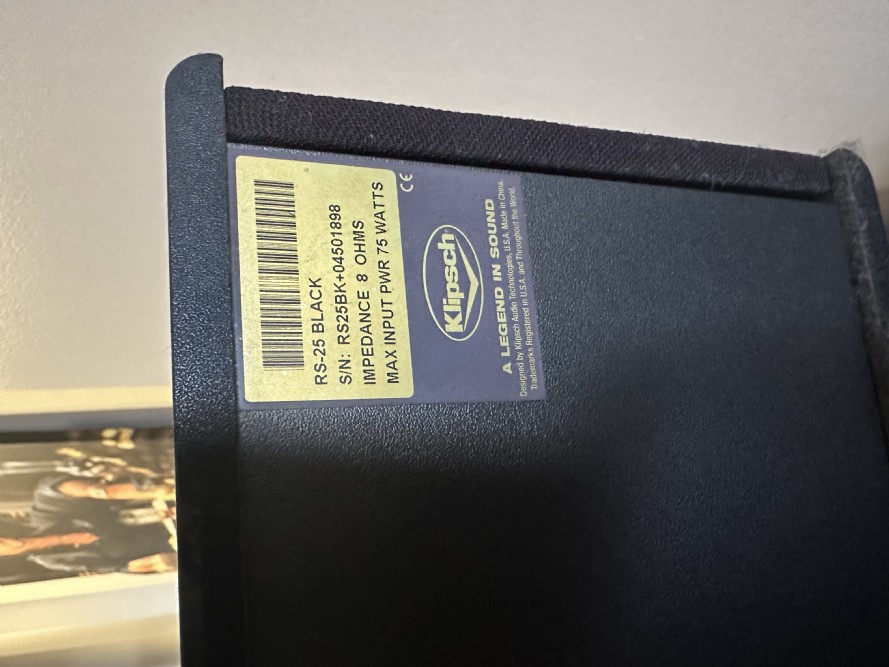 RS-25 BLACK
S/N: RS25BK+04501898
IMPEDANCE 8 OHMS
MAX INPUT PWR 75 WATTS
CE
Klipsch®
A LEGEND IN SOUND
Designed by Klipsch Audio Technologies, U.S.A. Made in China.
Trademarks Registered in U.S.A. and Throughout the World.